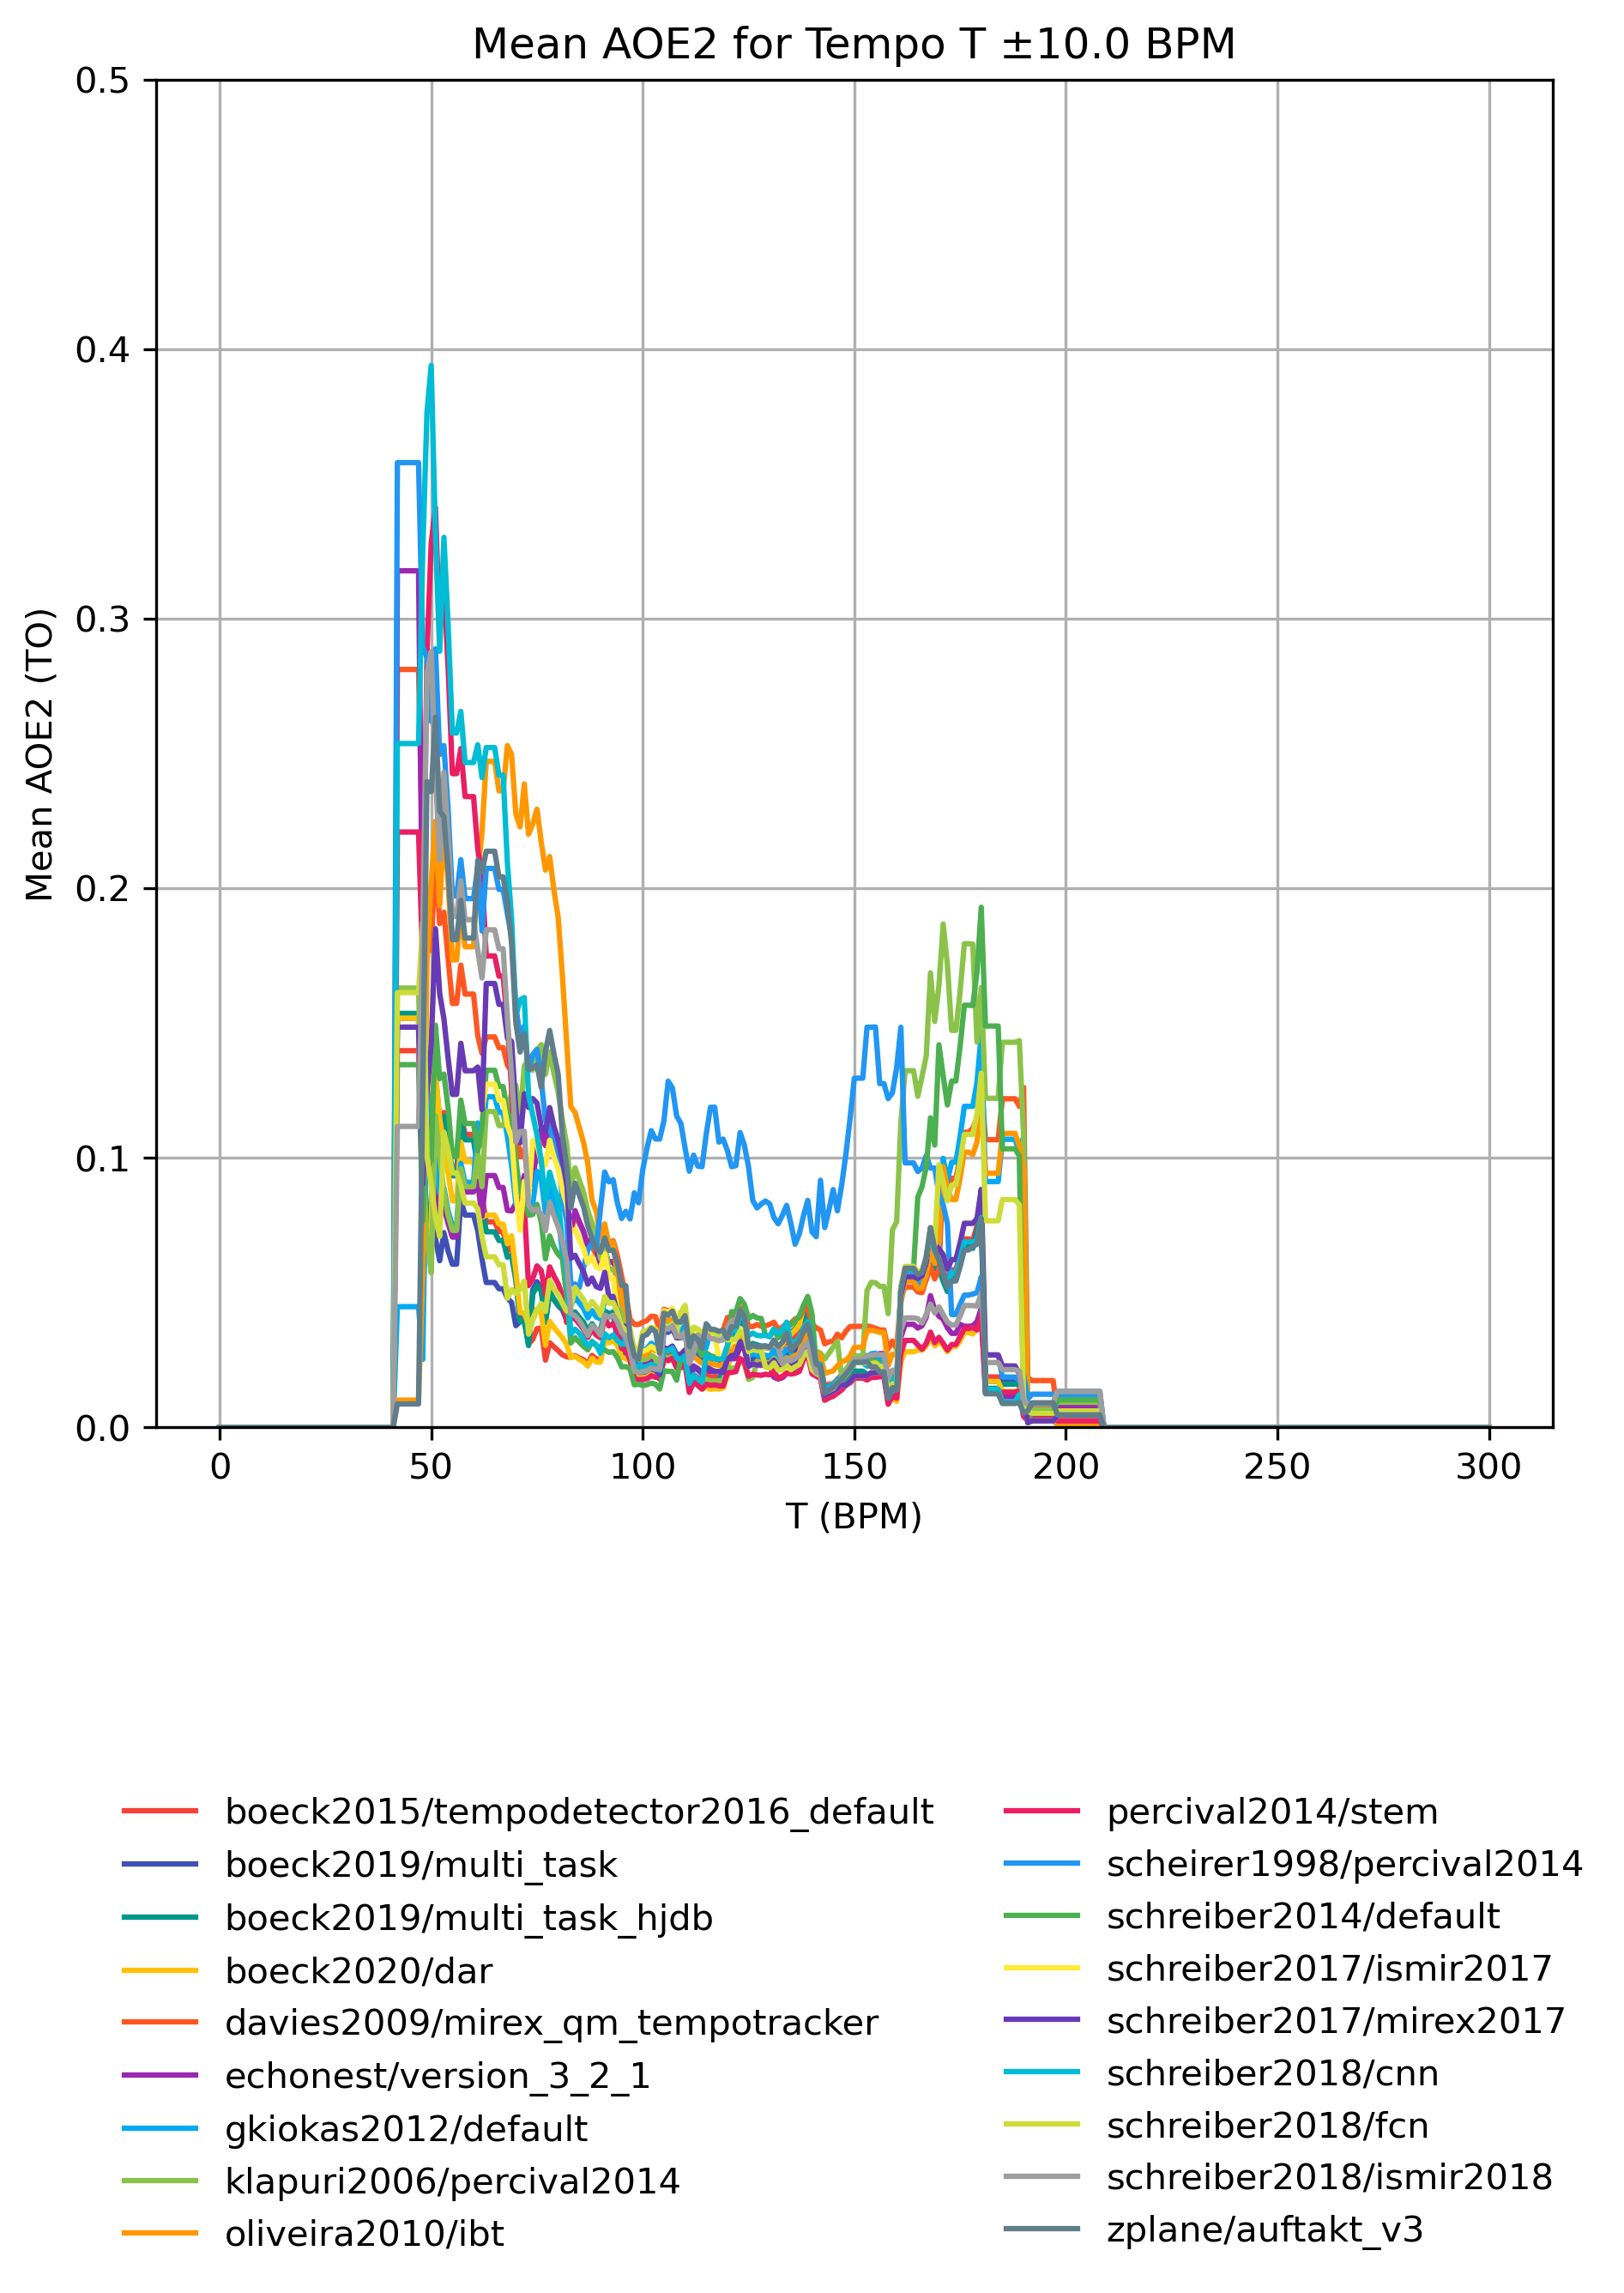 Mean AOE2 for Tempo T ±10.0 BPM
0.5
0.4
0.3
0.2
0.1
0.0
Mean AOE2 (TO)
0 50 100 150 200 250 300
T (BPM)
boeck2015/tempodetector2016_default
boeck2019/multi_task
boeck2019/multi_task_hjdb
boeck2020/dar
davies2009/mirex_qm_tempotracker
echonest/version_3_2_1
gkiokas2012/default
klapuri2006/percival2014
oliveira2010/ibt
percival2014/stem
scheirer1998/percival2014
schreiber2014/default
schreiber2017/ismir2017
schreiber2017/mirex2017
schreiber2018/cnn
schreiber2018/fcn
schreiber2018/ismir2018
zplane/auftakt_v3